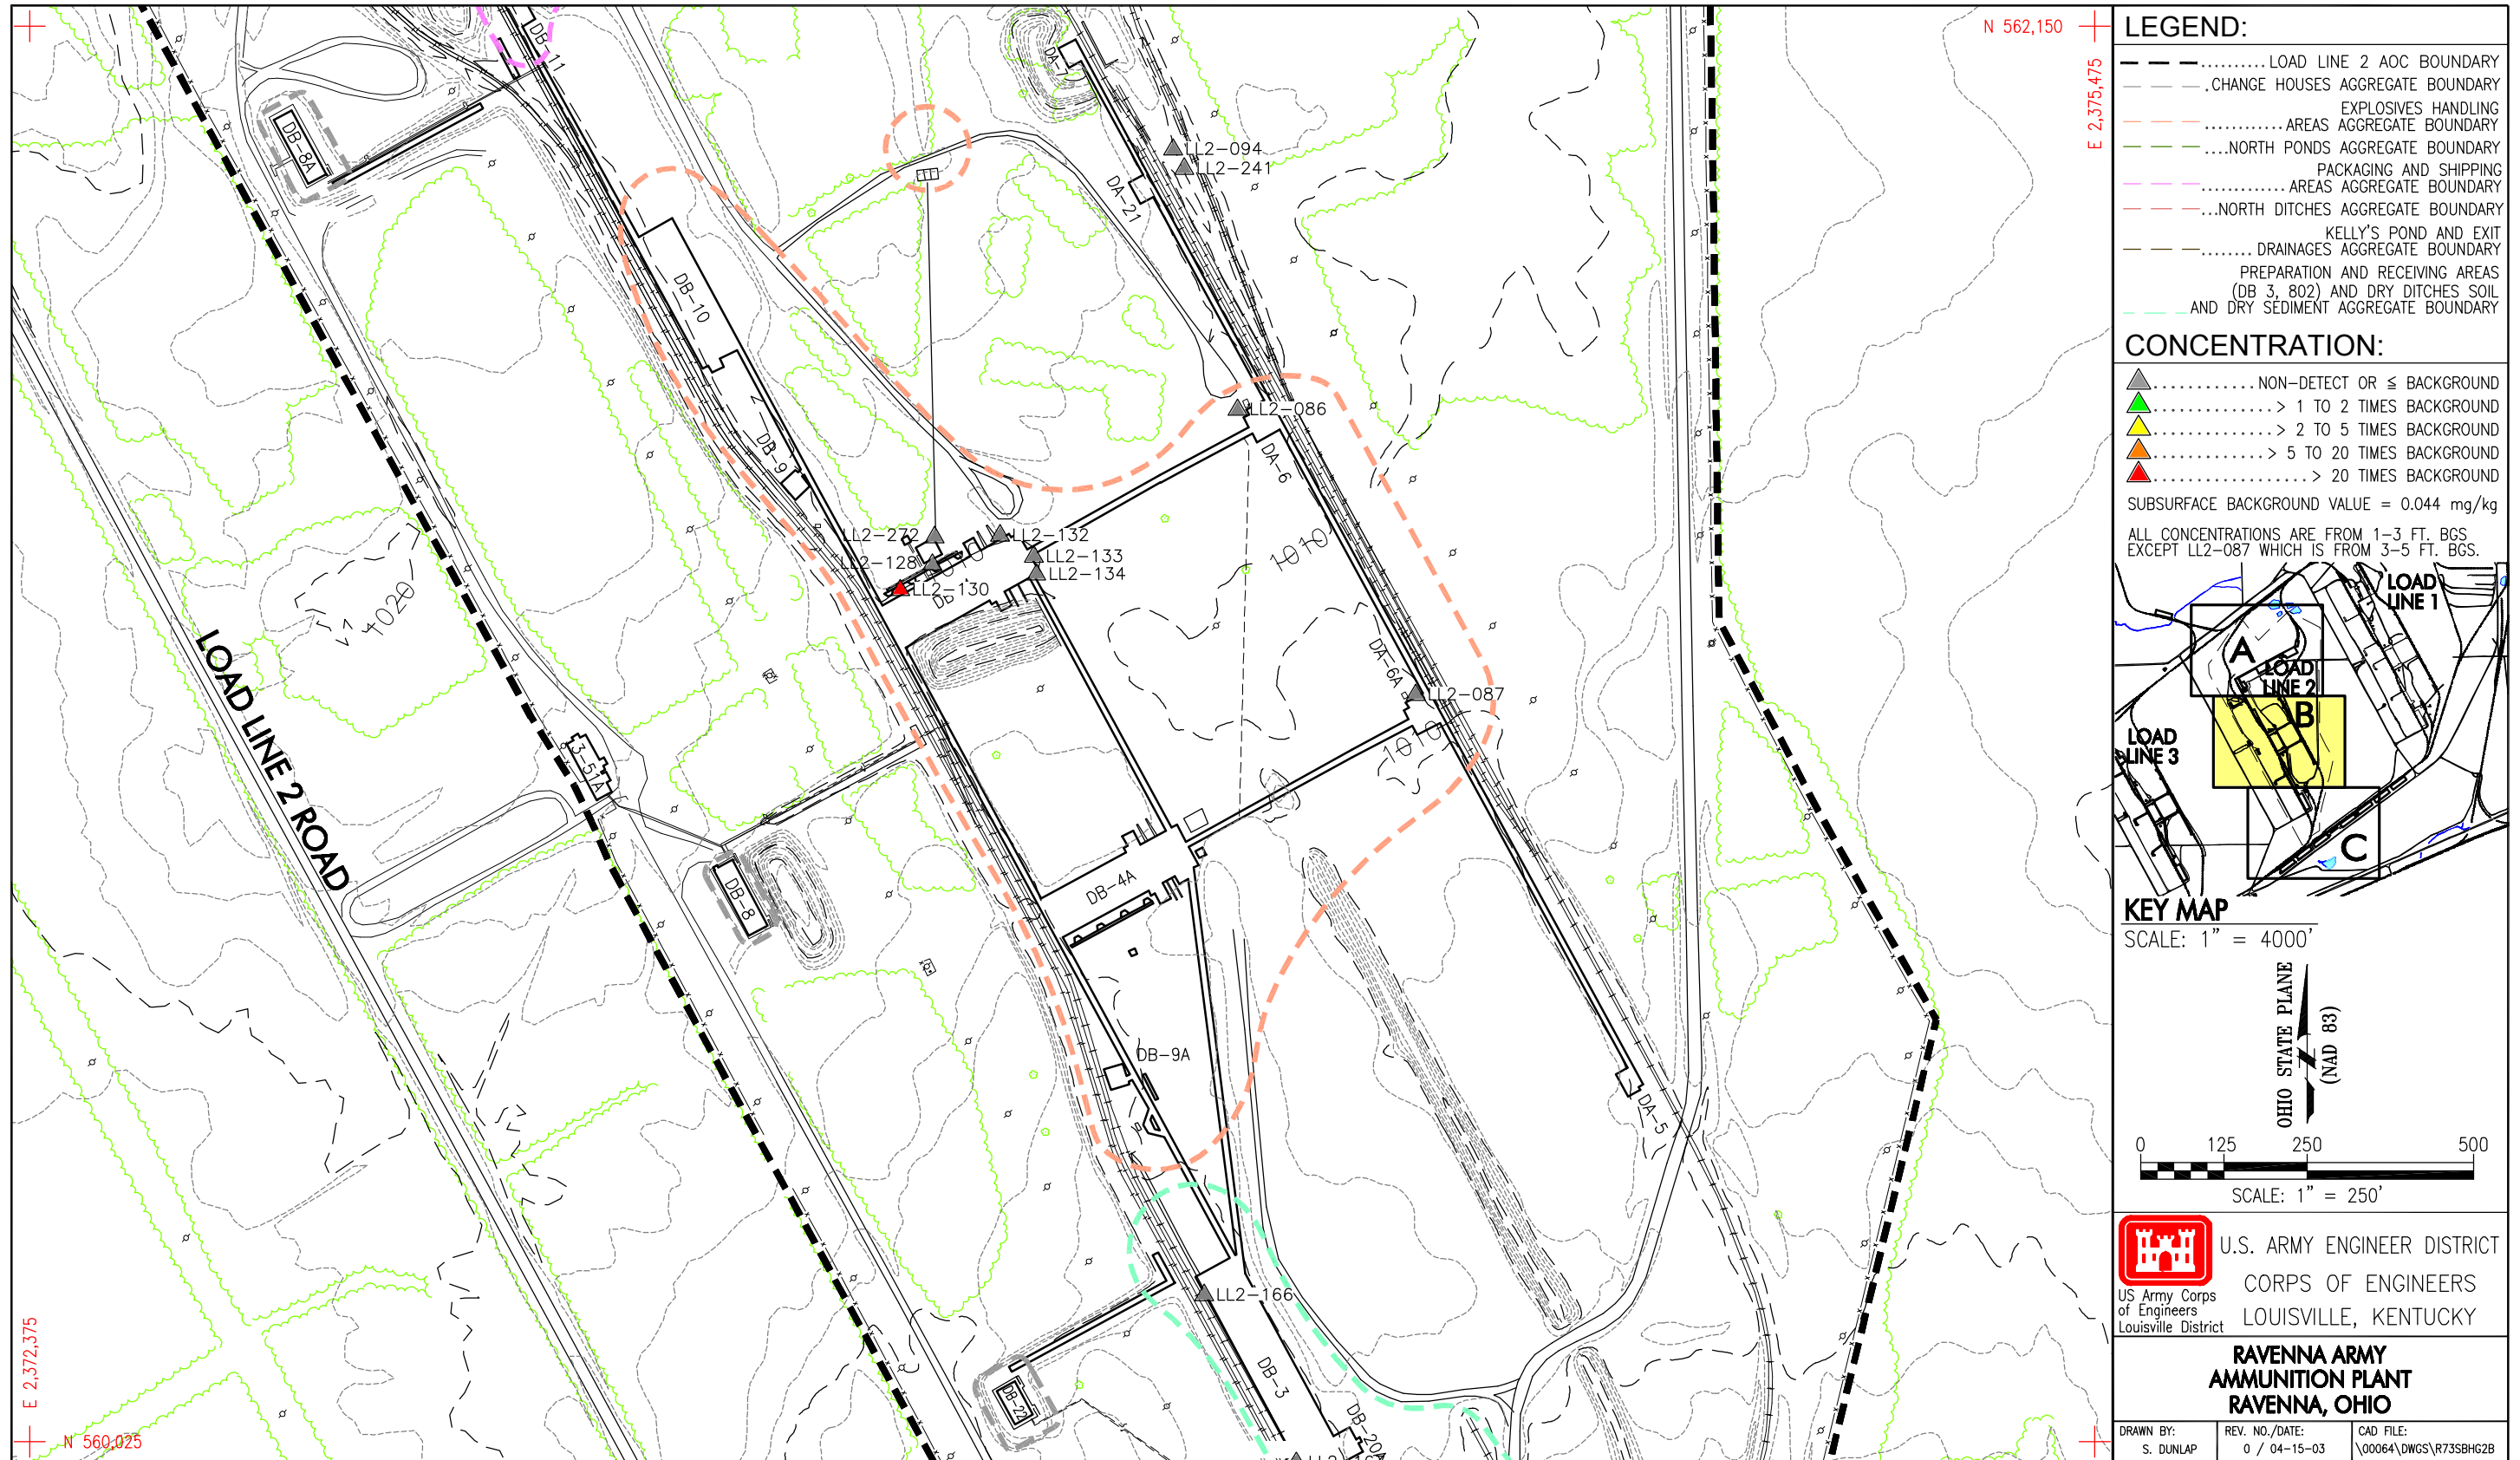 N 562,150
E 2,375,475
E 2,372,375
N 560,025
DB-11
DA-7
DB-8A
LL2-094
LL2-241
DA-21
DB-10
LL2-086
DB-9
DA-6
LL2-272
LL2-132
LL2-133
LL2-128
LL2-134
LL2-130
1010
1020
LOAD LINE 2 ROAD
DA-6A
LL2-087
1010
3-51A
DB-8
DB-4A
DB-9A
DA-5
LL2-166
DB-3
DB-22
DB-20A
LEGEND:
LOAD LINE 2 AOC BOUNDARY
CHANGE HOUSES AGGREGATE BOUNDARY
EXPLOSIVES HANDLING
AREAS AGGREGATE BOUNDARY
NORTH PONDS AGGREGATE BOUNDARY
PACKAGING AND SHIPPING
AREAS AGGREGATE BOUNDARY
NORTH DITCHES AGGREGATE BOUNDARY
KELLY'S POND AND EXIT
DRAINAGES AGGREGATE BOUNDARY
PREPARATION AND RECEIVING AREAS
(DB 3, 802) AND DRY DITCHES SOIL
AND DRY SEDIMENT AGGREGATE BOUNDARY
CONCENTRATION:
NON-DETECT OR ≤ BACKGROUND
> 1 TO 2 TIMES BACKGROUND
> 2 TO 5 TIMES BACKGROUND
> 5 TO 20 TIMES BACKGROUND
> 20 TIMES BACKGROUND
SUBSURFACE BACKGROUND VALUE = 0.044 mg/kg
ALL CONCENTRATIONS ARE FROM 1-3 FT. BGS
EXCEPT LL2-087 WHICH IS FROM 3-5 FT. BGS.
LOAD
LINE 1
A
LOAD
LINE 2
B
LOAD
LINE 3
C
KEY MAP
SCALE: 1" = 4000'
OHIO STATE PLANE
(NAD 83)
0 125 250 500
SCALE: 1" = 250'
US Army Corps
of Engineers
Louisville District
U.S. ARMY ENGINEER DISTRICT
CORPS OF ENGINEERS
LOUISVILLE, KENTUCKY
RAVENNA ARMY
AMMUNITION PLANT
RAVENNA, OHIO
DRAWN BY:
S. DUNLAP
REV. NO./DATE:
0 / 04-15-03
CAD FILE:
\00064\DWGS\R73SBHG2B